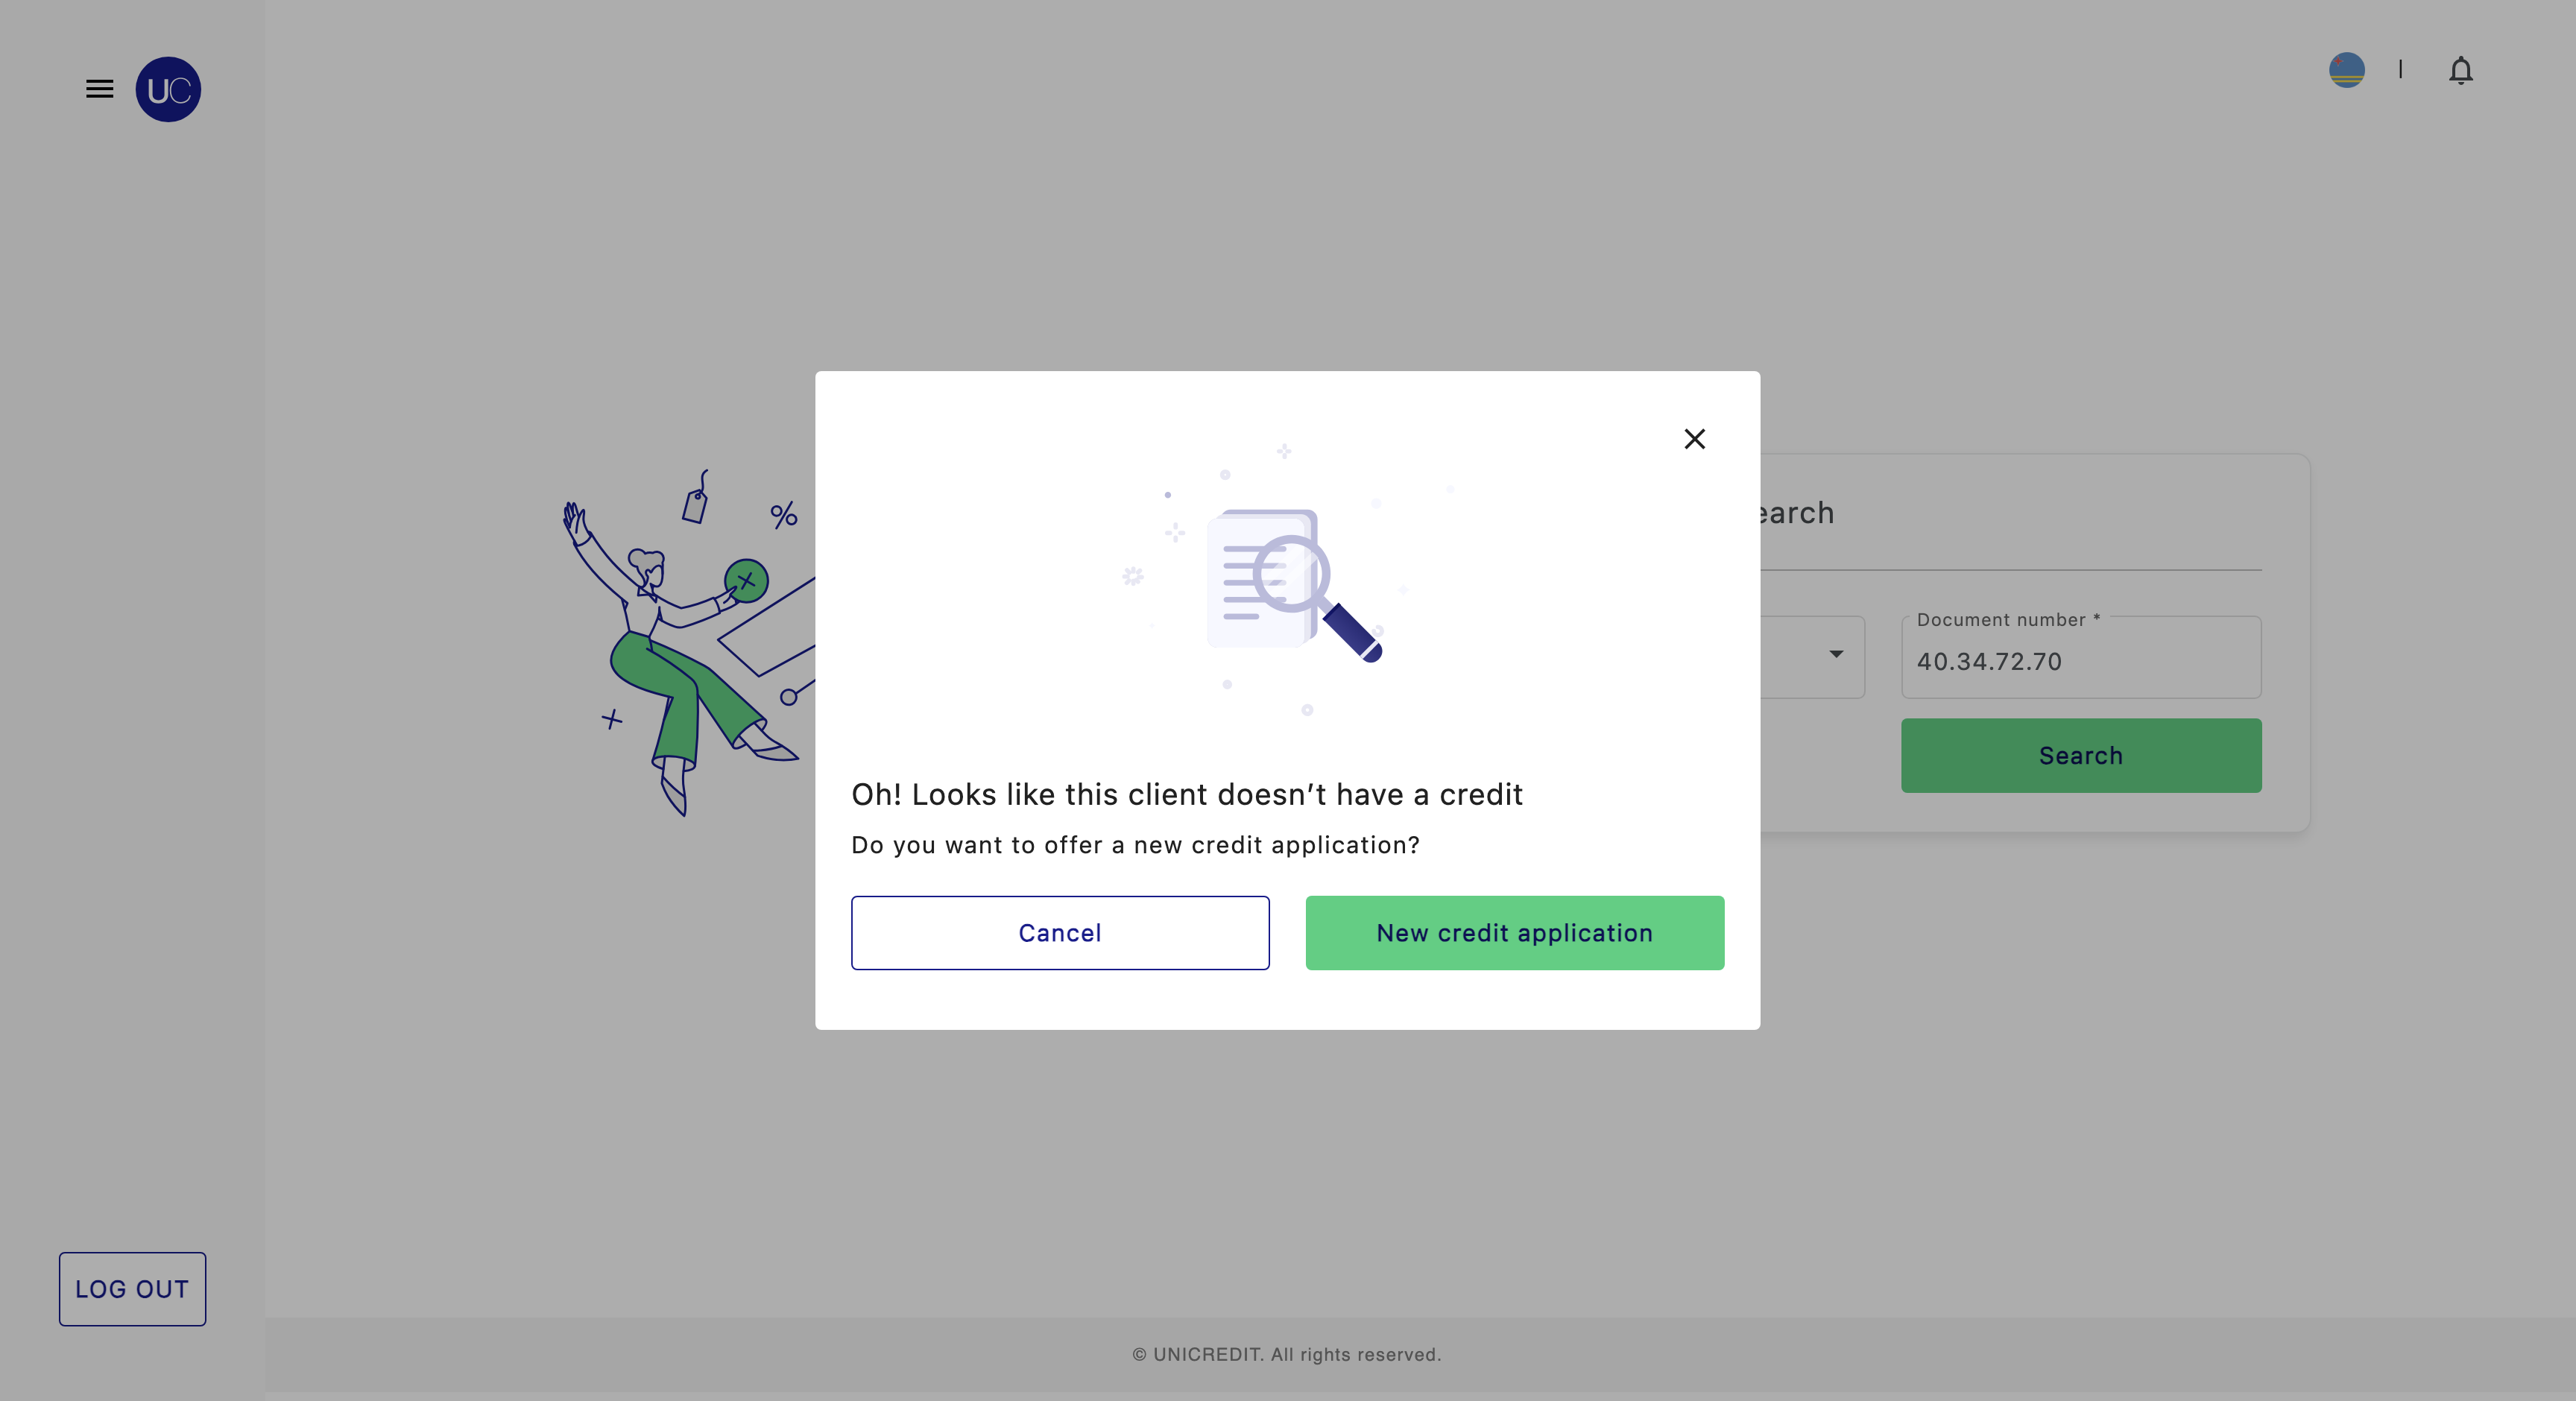 UC
earch
Document number *
40.34.72.70
Search
Oh! Looks like this client doesn’t have a credit
Do you want to offer a new credit application?
Cancel
New credit application
LOG OUT
© UNICREDIT. All rights reserved.